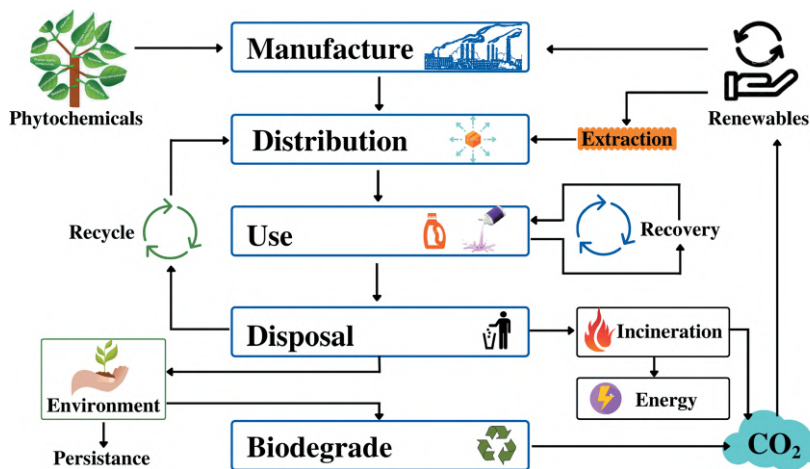 Manufacture
Phytochemicals
Renewables
Distribution
Extraction
Recycle
Use
Recovery
Disposal
Incineration
Environment
Energy
Biodegrade
CO₂
Persistance